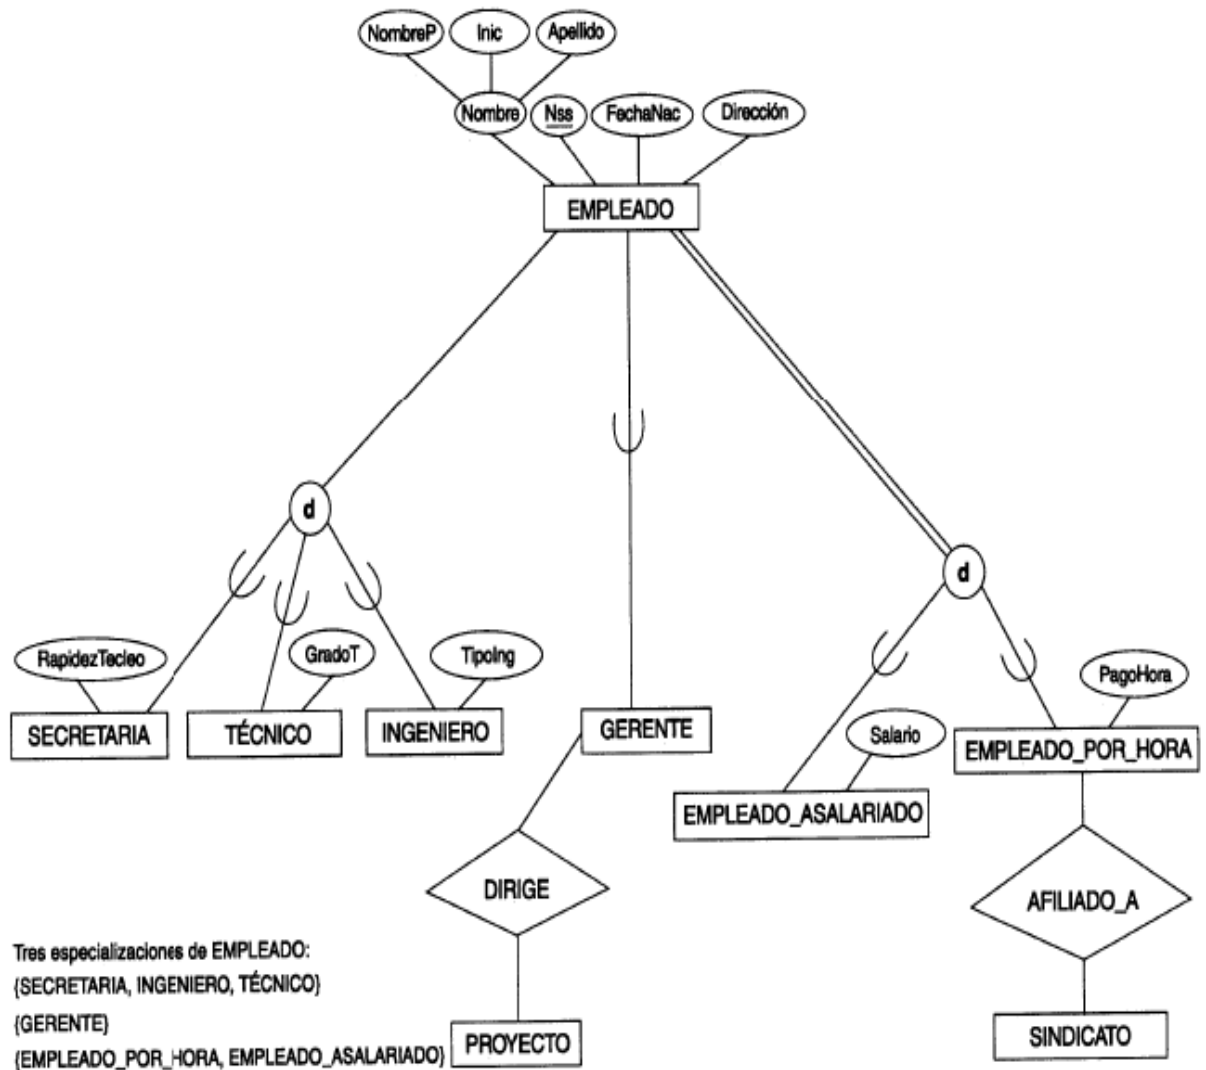 NombreP
Inic
Apellido
Nombre
Nss
FechaNac
Dirección
EMPLEADO
d
d
RapidezTecleo
GradoT
TipoIng
PagoHora
SECRETARIA
TÉCNICO
INGENIERO
GERENTE
Salario
EMPLEADO_POR_HORA
EMPLEADO_ASALARIADO
DIRIGE
AFILIADO_A
Tres especializaciones de EMPLEADO:
{SECRETARIA, INGENIERO, TÉCNICO}
{GERENTE}
{EMPLEADO_POR_HORA, EMPLEADO_ASALARIADO}
PROYECTO
SINDICATO